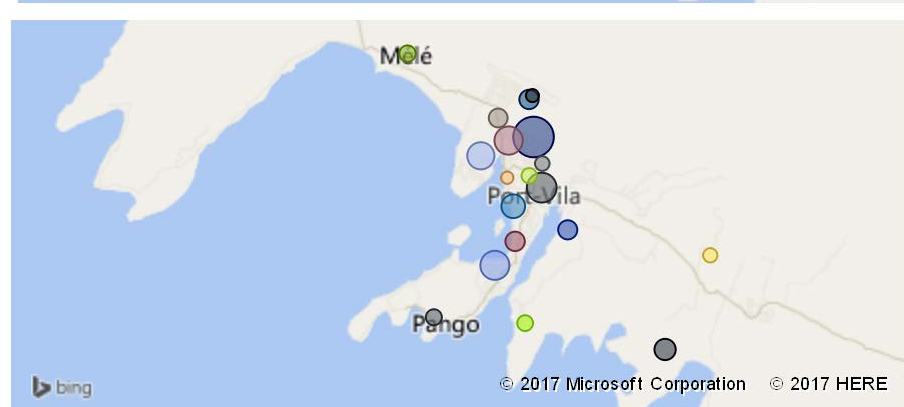 Mélé
Port-Vila
Pango
bing
© 2017 Microsoft Corporation © 2017 HERE